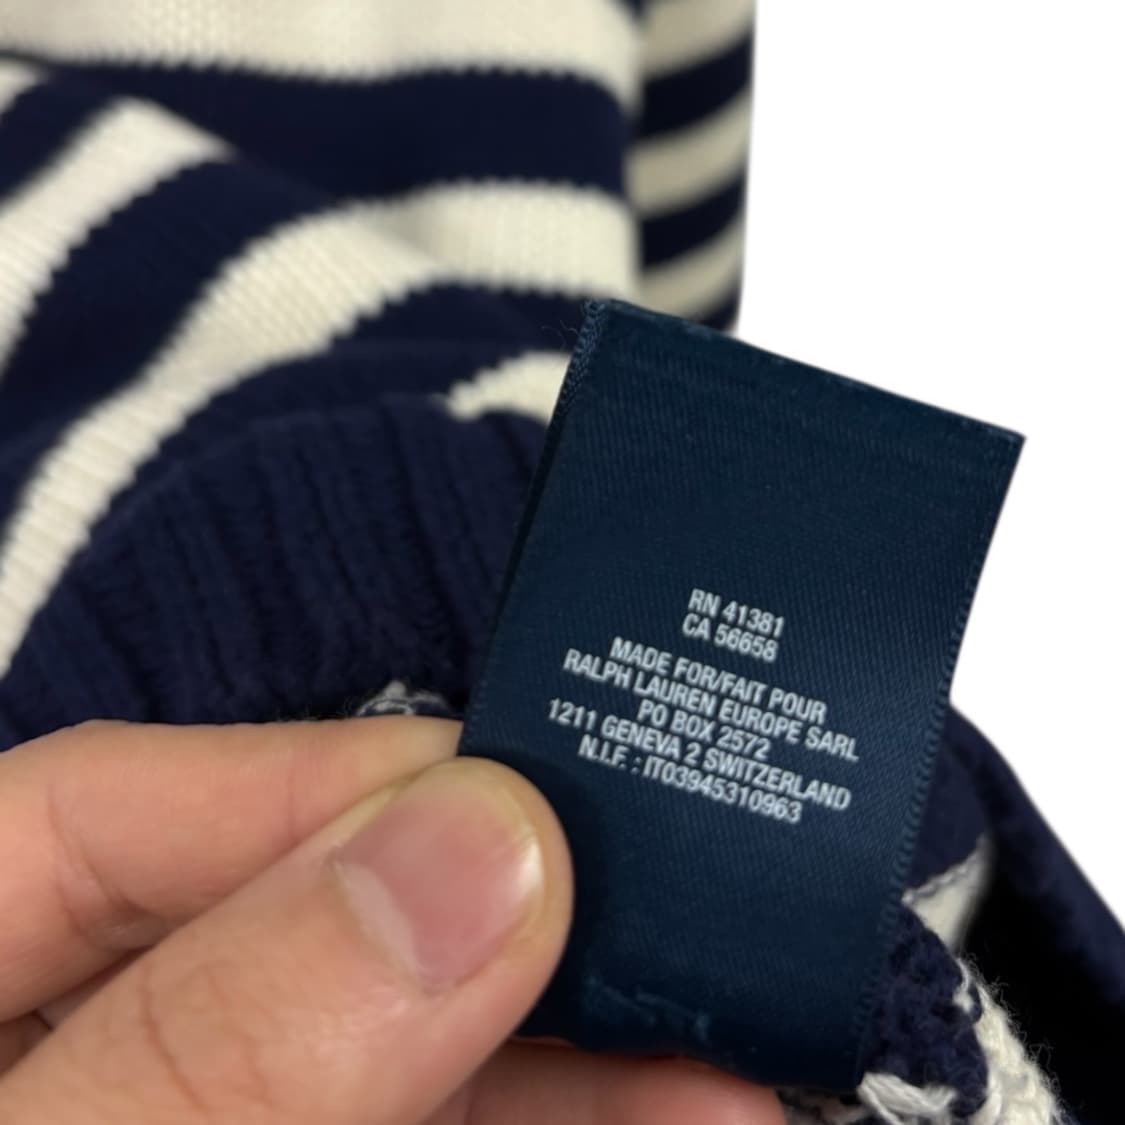 RN 41381
CA 56658
MADE FOR/FAIT POUR
RALPH LAUREN EUROPE SARL
PO BOX 2572
1211 GENEVA 2 SWITZERLAND
N.I.F. : IT03945310963